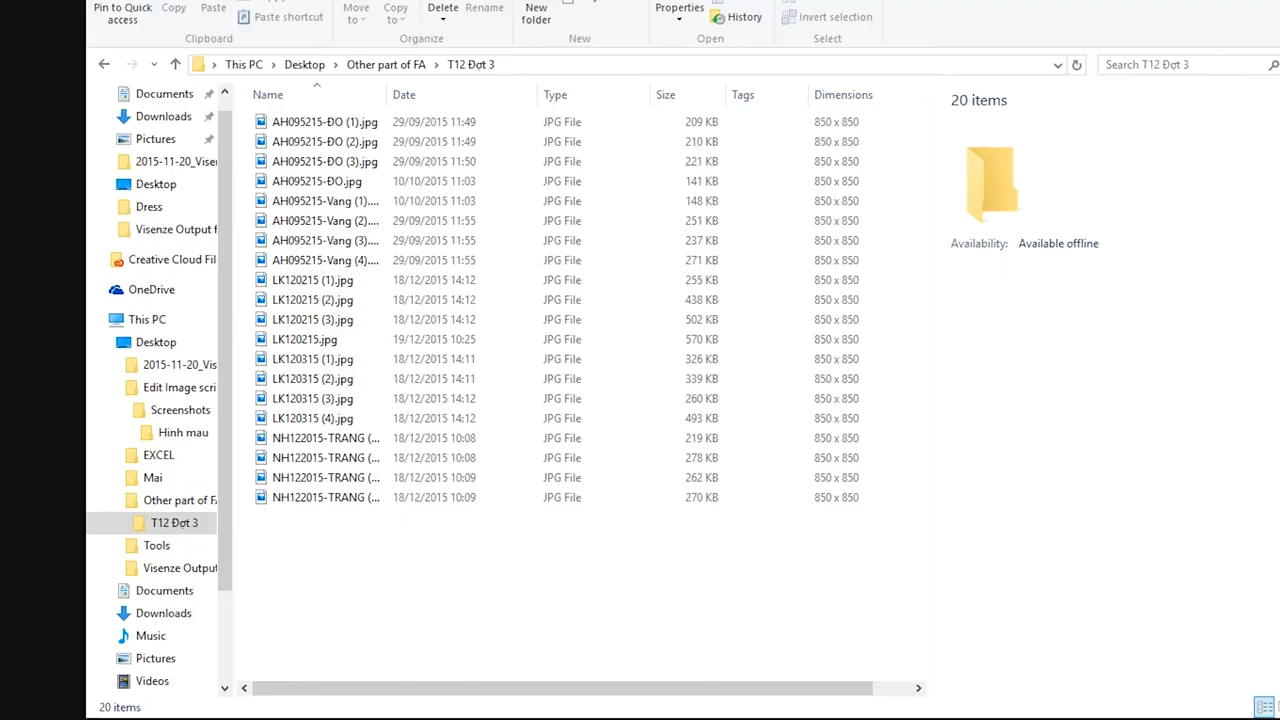 Pin to Quick access
Copy
Paste
Paste shortcut
Move to
Copy to
Delete
Rename
New folder
Properties
History
Invert selection
Clipboard
Organize
New
Open
Select
This PC > Desktop > Other part of FA > T12 Đợt 3
Search T12 Đợt 3
Documents
Downloads
Pictures
2015-11-20_Viser
Desktop
Dress
Visenze Output f
Creative Cloud Fil
OneDrive
This PC
Desktop
2015-11-20_Vis
Edit Image scri
Screenshots
Hinh mau
EXCEL
Mai
Other part of FA
T12 Đợt 3
Tools
Visenze Output
Documents
Downloads
Music
Pictures
Videos
Name Date Type Size Tags Dimensions
AH095215-ĐO (1).jpg 29/09/2015 11:49 JPG File 209 KB 850 x 850
AH095215-ĐO (2).jpg 29/09/2015 11:49 JPG File 210 KB 850 x 850
AH095215-ĐO (3).jpg 29/09/2015 11:50 JPG File 221 KB 850 x 850
AH095215-ĐO.jpg 10/10/2015 11:03 JPG File 141 KB 850 x 850
AH095215-Vang (1).... 10/10/2015 11:03 JPG File 148 KB 850 x 850
AH095215-Vang (2).... 29/09/2015 11:55 JPG File 251 KB 850 x 850
AH095215-Vang (3).... 29/09/2015 11:55 JPG File 237 KB 850 x 850
AH095215-Vang (4).... 29/09/2015 11:55 JPG File 271 KB 850 x 850
LK120215 (1).jpg 18/12/2015 14:12 JPG File 255 KB 850 x 850
LK120215 (2).jpg 18/12/2015 14:12 JPG File 438 KB 850 x 850
LK120215 (3).jpg 18/12/2015 14:12 JPG File 502 KB 850 x 850
LK120215.jpg 19/12/2015 10:25 JPG File 570 KB 850 x 850
LK120315 (1).jpg 18/12/2015 14:11 JPG File 326 KB 850 x 850
LK120315 (2).jpg 18/12/2015 14:11 JPG File 339 KB 850 x 850
LK120315 (3).jpg 18/12/2015 14:12 JPG File 260 KB 850 x 850
LK120315 (4).jpg 18/12/2015 14:12 JPG File 493 KB 850 x 850
NH122015-TRANG (... 18/12/2015 10:08 JPG File 219 KB 850 x 850
NH122015-TRANG (... 18/12/2015 10:08 JPG File 278 KB 850 x 850
NH122015-TRANG (... 18/12/2015 10:09 JPG File 262 KB 850 x 850
NH122015-TRANG (... 18/12/2015 10:09 JPG File 270 KB 850 x 850
20 items
Availability: Available offline
20 items